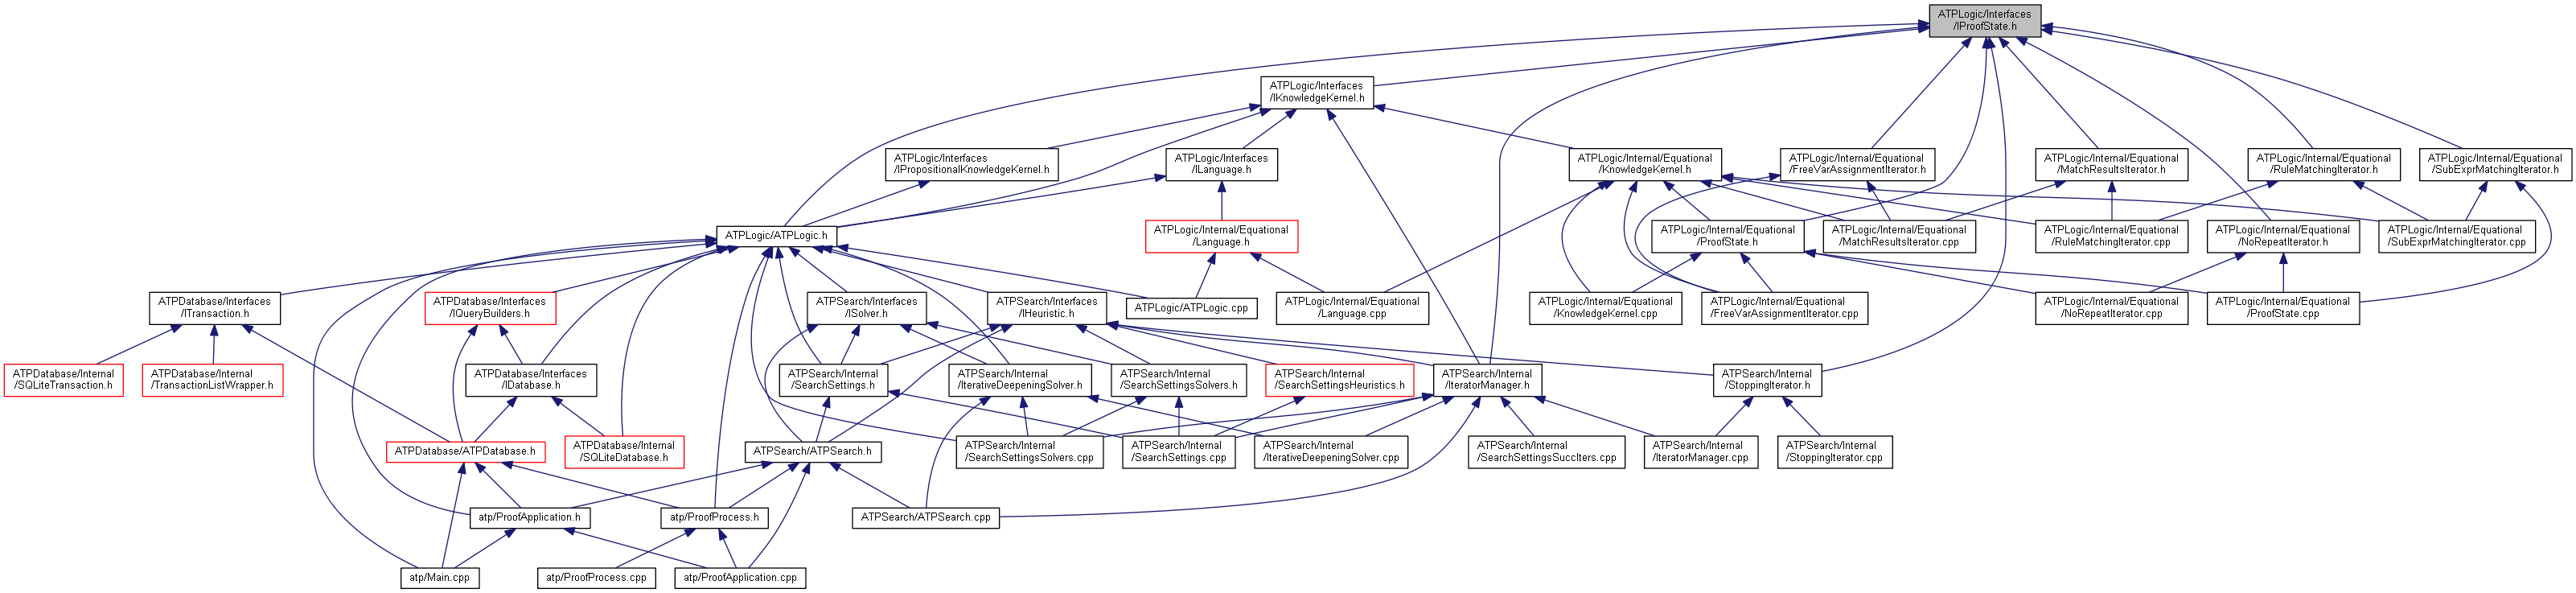 ATPLogic/Interfaces
/IProofState.h
ATPLogic/Interfaces
/IKnowledgeKernel.h
ATPLogic/Interfaces
/IPropositionalKnowledgeKernel.h
ATPLogic/Interfaces
/ILanguage.h
ATPLogic/Internal/Equational
/KnowledgeKernel.h
ATPLogic/Internal/Equational
/FreeVarAssignmentIterator.h
ATPLogic/Internal/Equational
/MatchResultsIterator.h
ATPLogic/Internal/Equational
/RuleMatchingIterator.h
ATPLogic/Internal/Equational
/SubExprMatchingIterator.h
ATPLogic/ATPLogic.h
ATPLogic/Internal/Equational
/Language.h
ATPLogic/Internal/Equational
/ProofState.h
ATPLogic/Internal/Equational
/MatchResultsIterator.cpp
ATPLogic/Internal/Equational
/RuleMatchingIterator.cpp
ATPLogic/Internal/Equational
/NoRepeatIterator.h
ATPLogic/Internal/Equational
/SubExprMatchingIterator.cpp
ATPDatabase/Interfaces
/ITransaction.h
ATPDatabase/Interfaces
/IQueryBuilders.h
ATPSearch/Interfaces
/ISolver.h
ATPSearch/Interfaces
/IHeuristic.h
ATPLogic/ATPLogic.cpp
ATPLogic/Internal/Equational
/Language.cpp
ATPLogic/Internal/Equational
/KnowledgeKernel.cpp
ATPLogic/Internal/Equational
/FreeVarAssignmentIterator.cpp
ATPLogic/Internal/Equational
/NoRepeatIterator.cpp
ATPLogic/Internal/Equational
/ProofState.cpp
ATPDatabase/Internal
/SQLiteTransaction.h
ATPDatabase/Internal
/TransactionListWrapper.h
ATPDatabase/Interfaces
/IDatabase.h
ATPSearch/Internal
/SearchSettings.h
ATPSearch/Internal
/IterativeDeepeningSolver.h
ATPSearch/Internal
/SearchSettingsSolvers.h
ATPSearch/Internal
/SearchSettingsHeuristics.h
ATPSearch/Internal
/IteratorManager.h
ATPSearch/Internal
/StoppingIterator.h
ATPDatabase/ATPDatabase.h
ATPDatabase/Internal
/SQLiteDatabase.h
ATPSearch/ATPSearch.h
ATPSearch/Internal
/SearchSettingsSolvers.cpp
ATPSearch/Internal
/SearchSettings.cpp
ATPSearch/Internal
/IterativeDeepeningSolver.cpp
ATPSearch/Internal
/SearchSettingsSuccIters.cpp
ATPSearch/Internal
/IteratorManager.cpp
ATPSearch/Internal
/StoppingIterator.cpp
atp/ProofApplication.h
atp/ProofProcess.h
ATPSearch/ATPSearch.cpp
atp/Main.cpp
atp/ProofProcess.cpp
atp/ProofApplication.cpp